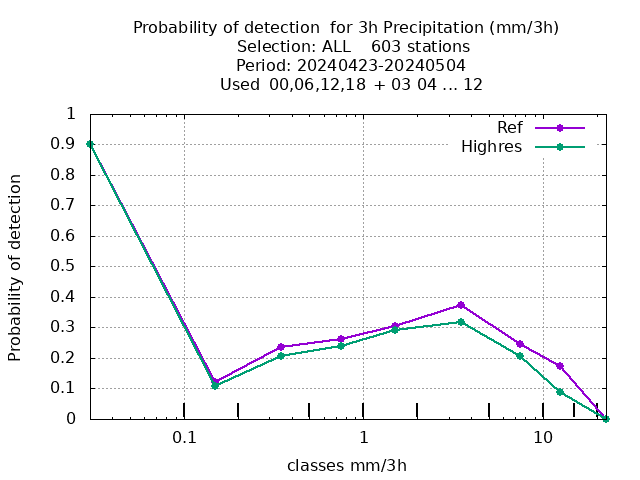 Probability of detection  for 3h Precipitation (mm/3h)
Selection: ALL    603 stations
Period: 20240423-20240504
Used  00,06,12,18  + 03 04 ... 12
Ref
Highres
1
0.9
0.8
0.7
0.6
0.5
0.4
0.3
0.2
0.1
0
Probability of detection
0.1 1 10
classes mm/3h